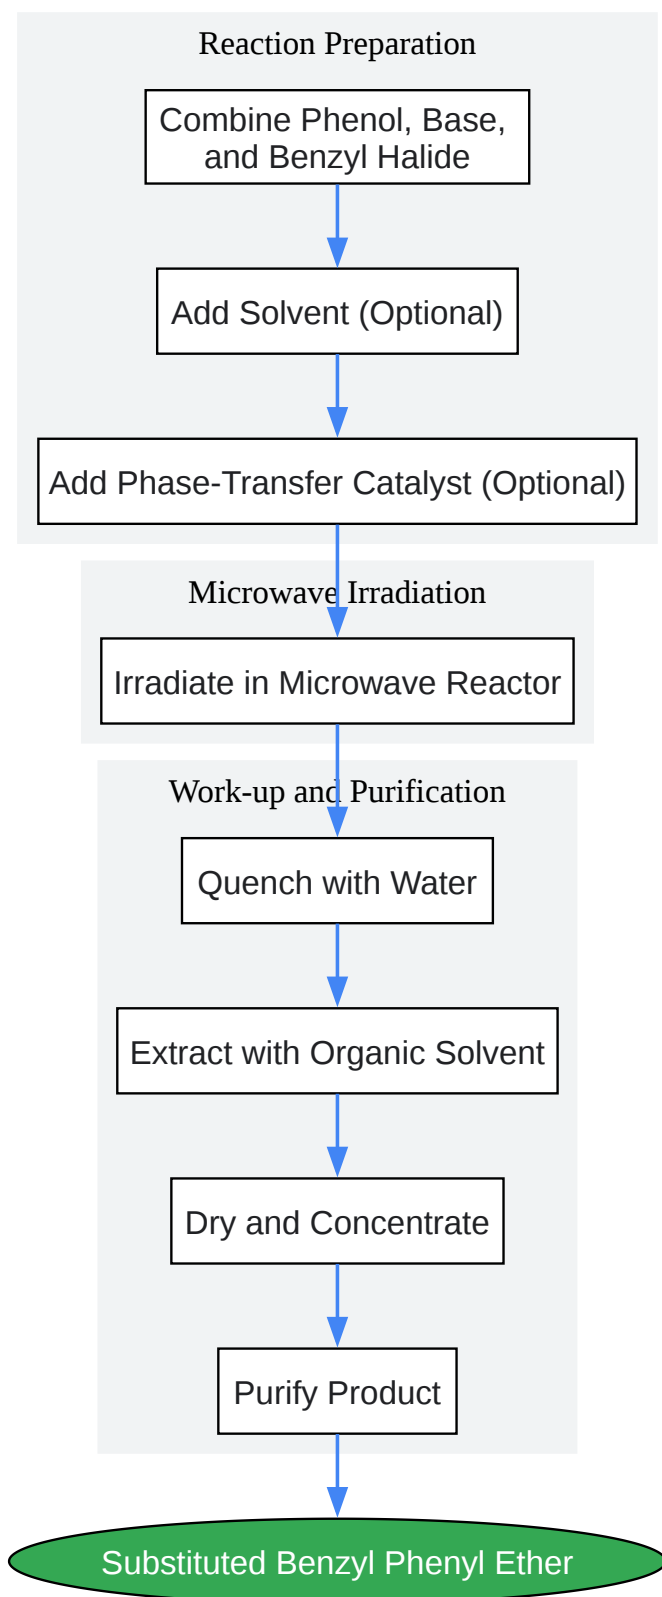 Reaction Preparation
Combine Phenol, Base,
and Benzyl Halide
Add Solvent (Optional)
Add Phase-Transfer Catalyst (Optional)
Microwave Irradiation
Irradiate in Microwave Reactor
Work-up and Purification
Quench with Water
Extract with Organic Solvent
Dry and Concentrate
Purify Product
Substituted Benzyl Phenyl Ether